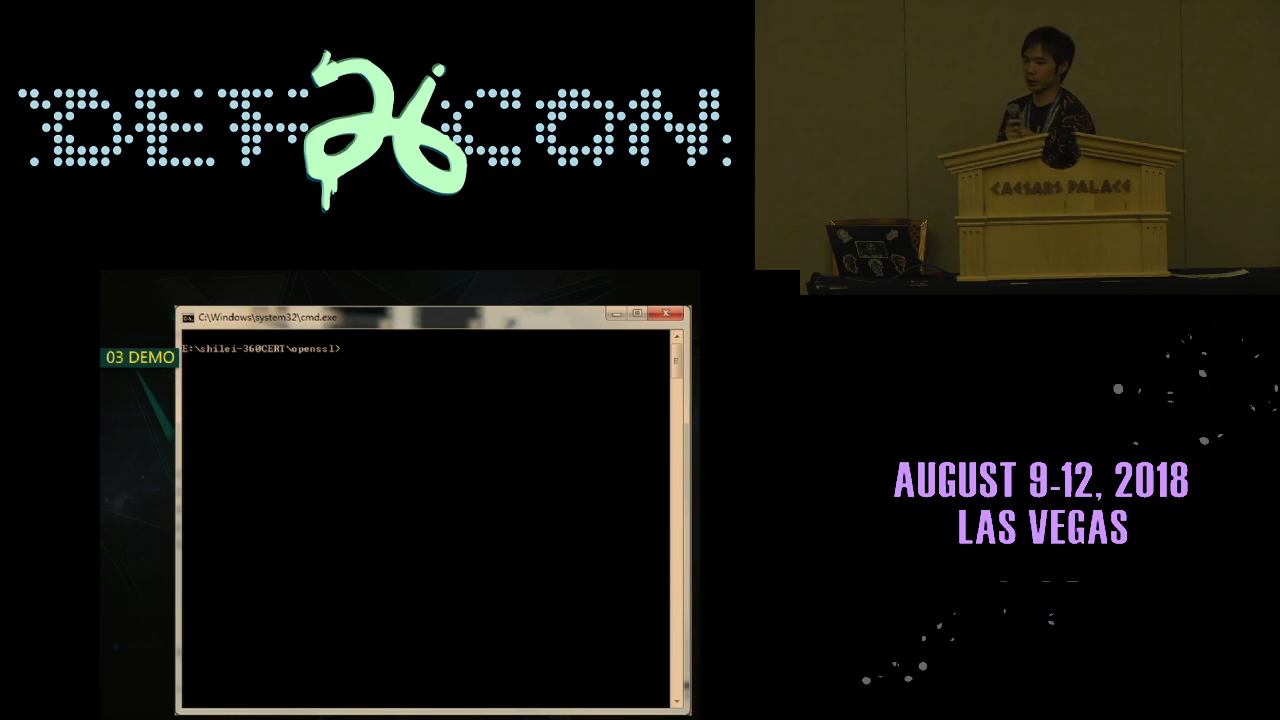 DEF 26 CON
CAESARS PALACE
C:\Windows\system32\cmd.exe
E:\shilei-360CERT\openssl>
03 DEMO
AUGUST 9-12, 2018
LAS VEGAS